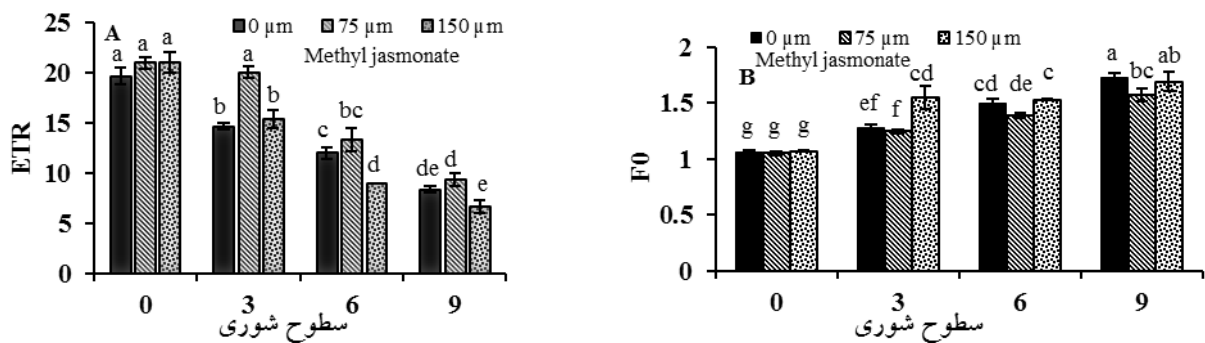 A
0 µm 75 µm 150 µm
Methyl jasmonate
ETR
25
20
15
10
5
0
a a a
b a b
c bc d
de d e
0 3 6 9
سطوح شوری
B
0 µm 75 µm 150 µm
Methyl jasmonate
F0
2
1.5
1
0.5
0
g g g
ef f cd
cd de c
a bc ab
0 3 6 9
سطوح شوری